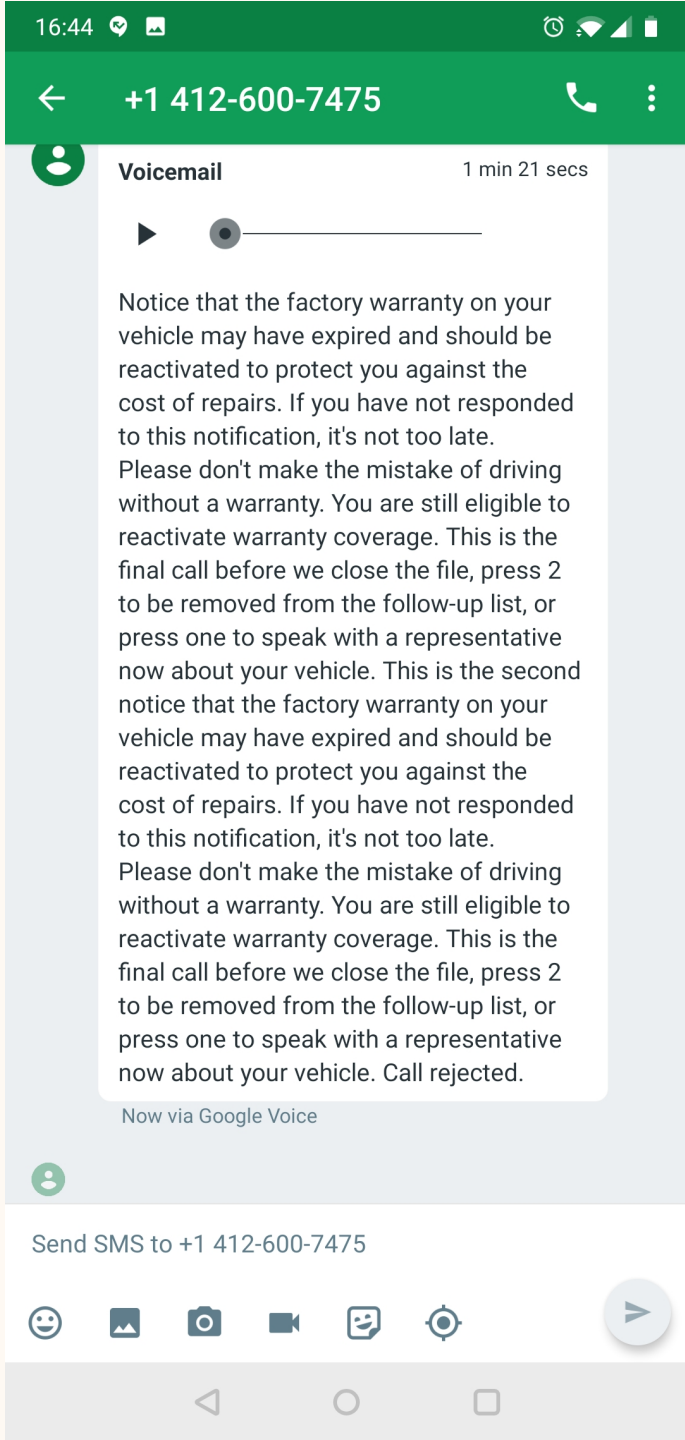 16:44
+1 412-600-7475
Voicemail 1 min 21 secs
Notice that the factory warranty on your
vehicle may have expired and should be
reactivated to protect you against the
cost of repairs. If you have not responded
to this notification, it's not too late.
Please don't make the mistake of driving
without a warranty. You are still eligible to
reactivate warranty coverage. This is the
final call before we close the file, press 2
to be removed from the follow-up list, or
press one to speak with a representative
now about your vehicle. This is the second
notice that the factory warranty on your
vehicle may have expired and should be
reactivated to protect you against the
cost of repairs. If you have not responded
to this notification, it's not too late.
Please don't make the mistake of driving
without a warranty. You are still eligible to
reactivate warranty coverage. This is the
final call before we close the file, press 2
to be removed from the follow-up list, or
press one to speak with a representative
now about your vehicle. Call rejected.
Now via Google Voice
Send SMS to +1 412-600-7475